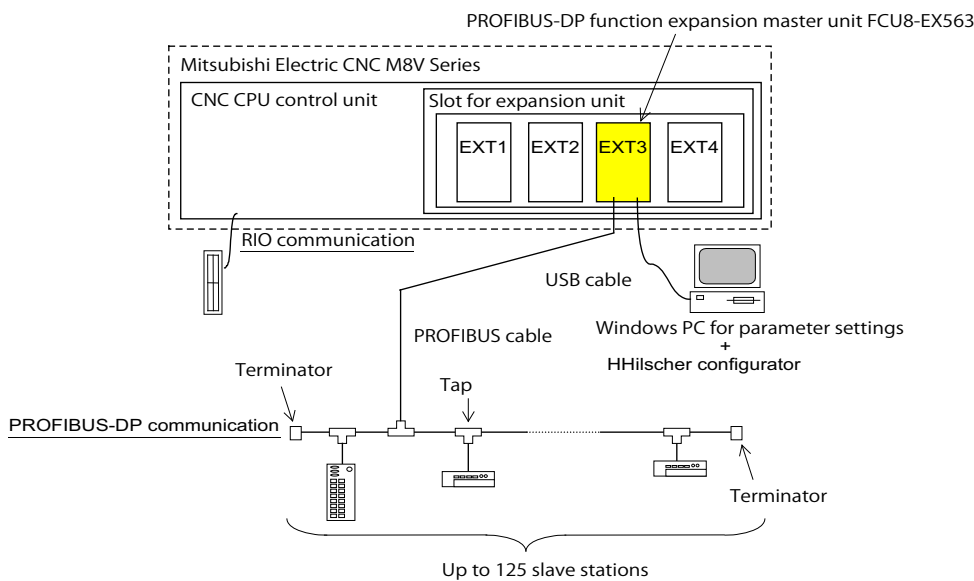 PROFIBUS-DP function expansion master unit FCU8-EX563
Mitsubishi Electric CNC M8V Series
CNC CPU control unit
Slot for expansion unit
EXT1
EXT2
EXT3
EXT4
RIO communication
USB cable
PROFIBUS cable
Windows PC for parameter settings
+
HHilscher configurator
Terminator
Tap
PROFIBUS-DP communication
Terminator
Up to 125 slave stations